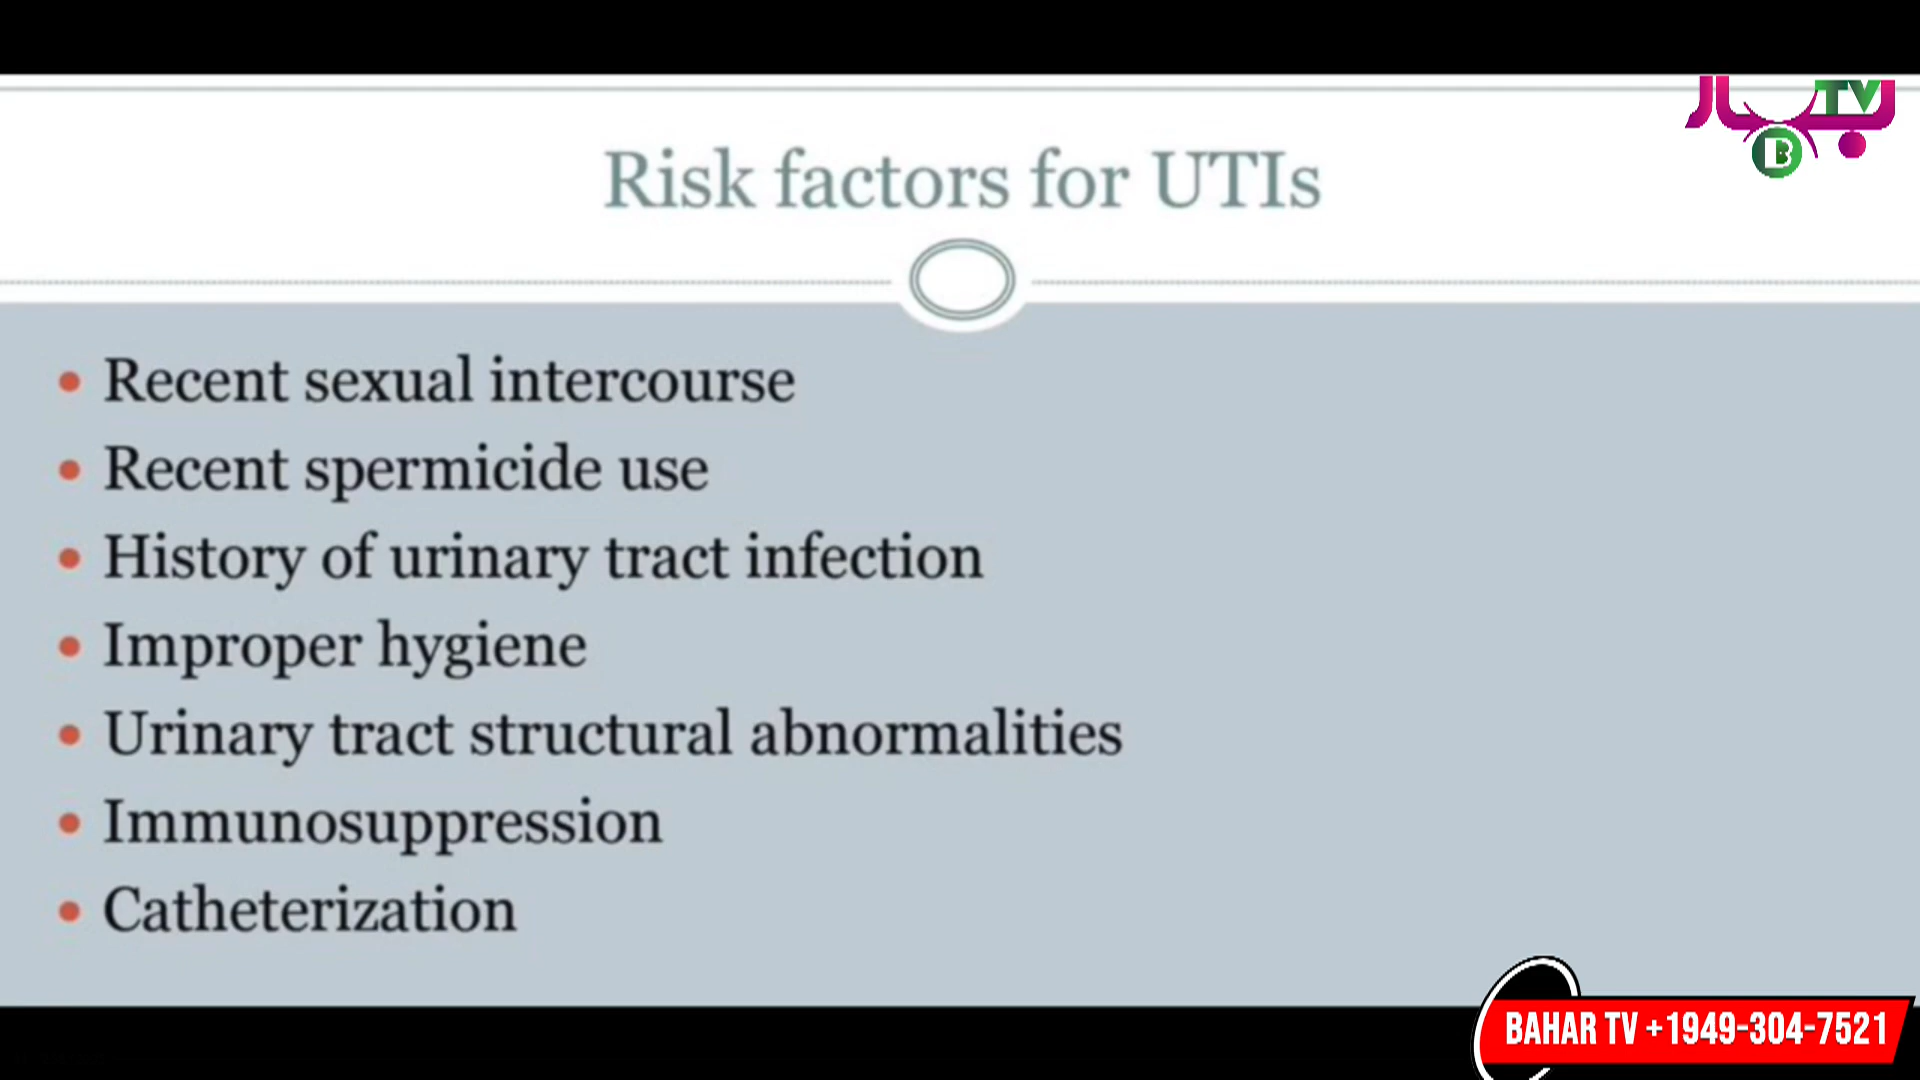 بهار
TV
B
Risk factors for UTIs
• Recent sexual intercourse
• Recent spermicide use
• History of urinary tract infection
• Improper hygiene
• Urinary tract structural abnormalities
• Immunosuppression
• Catheterization
BAHAR TV +1949-304-7521